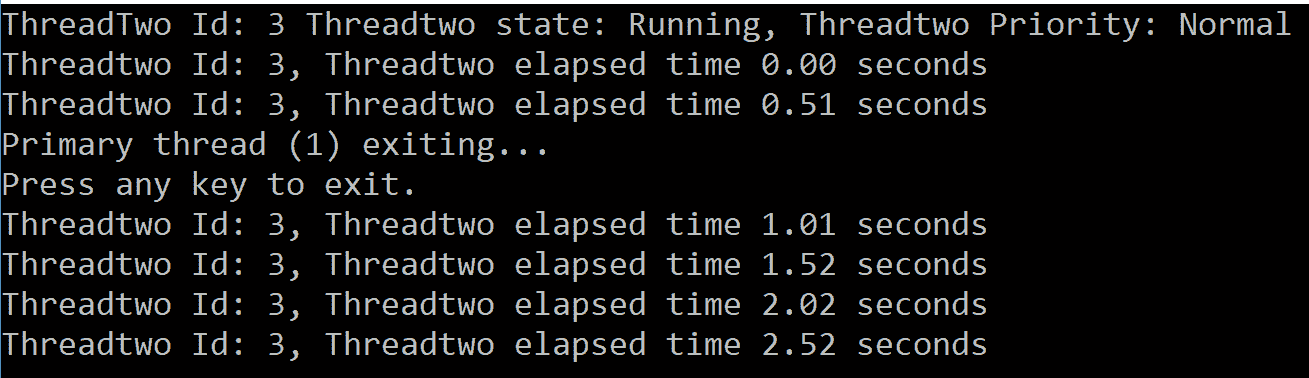 ThreadTwo Id: 3 Threadtwo state: Running, Threadtwo Priority: Normal
Threadtwo Id: 3, Threadtwo elapsed time 0.00 seconds
Threadtwo Id: 3, Threadtwo elapsed time 0.51 seconds
Primary thread (1) exiting...
Press any key to exit.
Threadtwo Id: 3, Threadtwo elapsed time 1.01 seconds
Threadtwo Id: 3, Threadtwo elapsed time 1.52 seconds
Threadtwo Id: 3, Threadtwo elapsed time 2.02 seconds
Threadtwo Id: 3, Threadtwo elapsed time 2.52 seconds